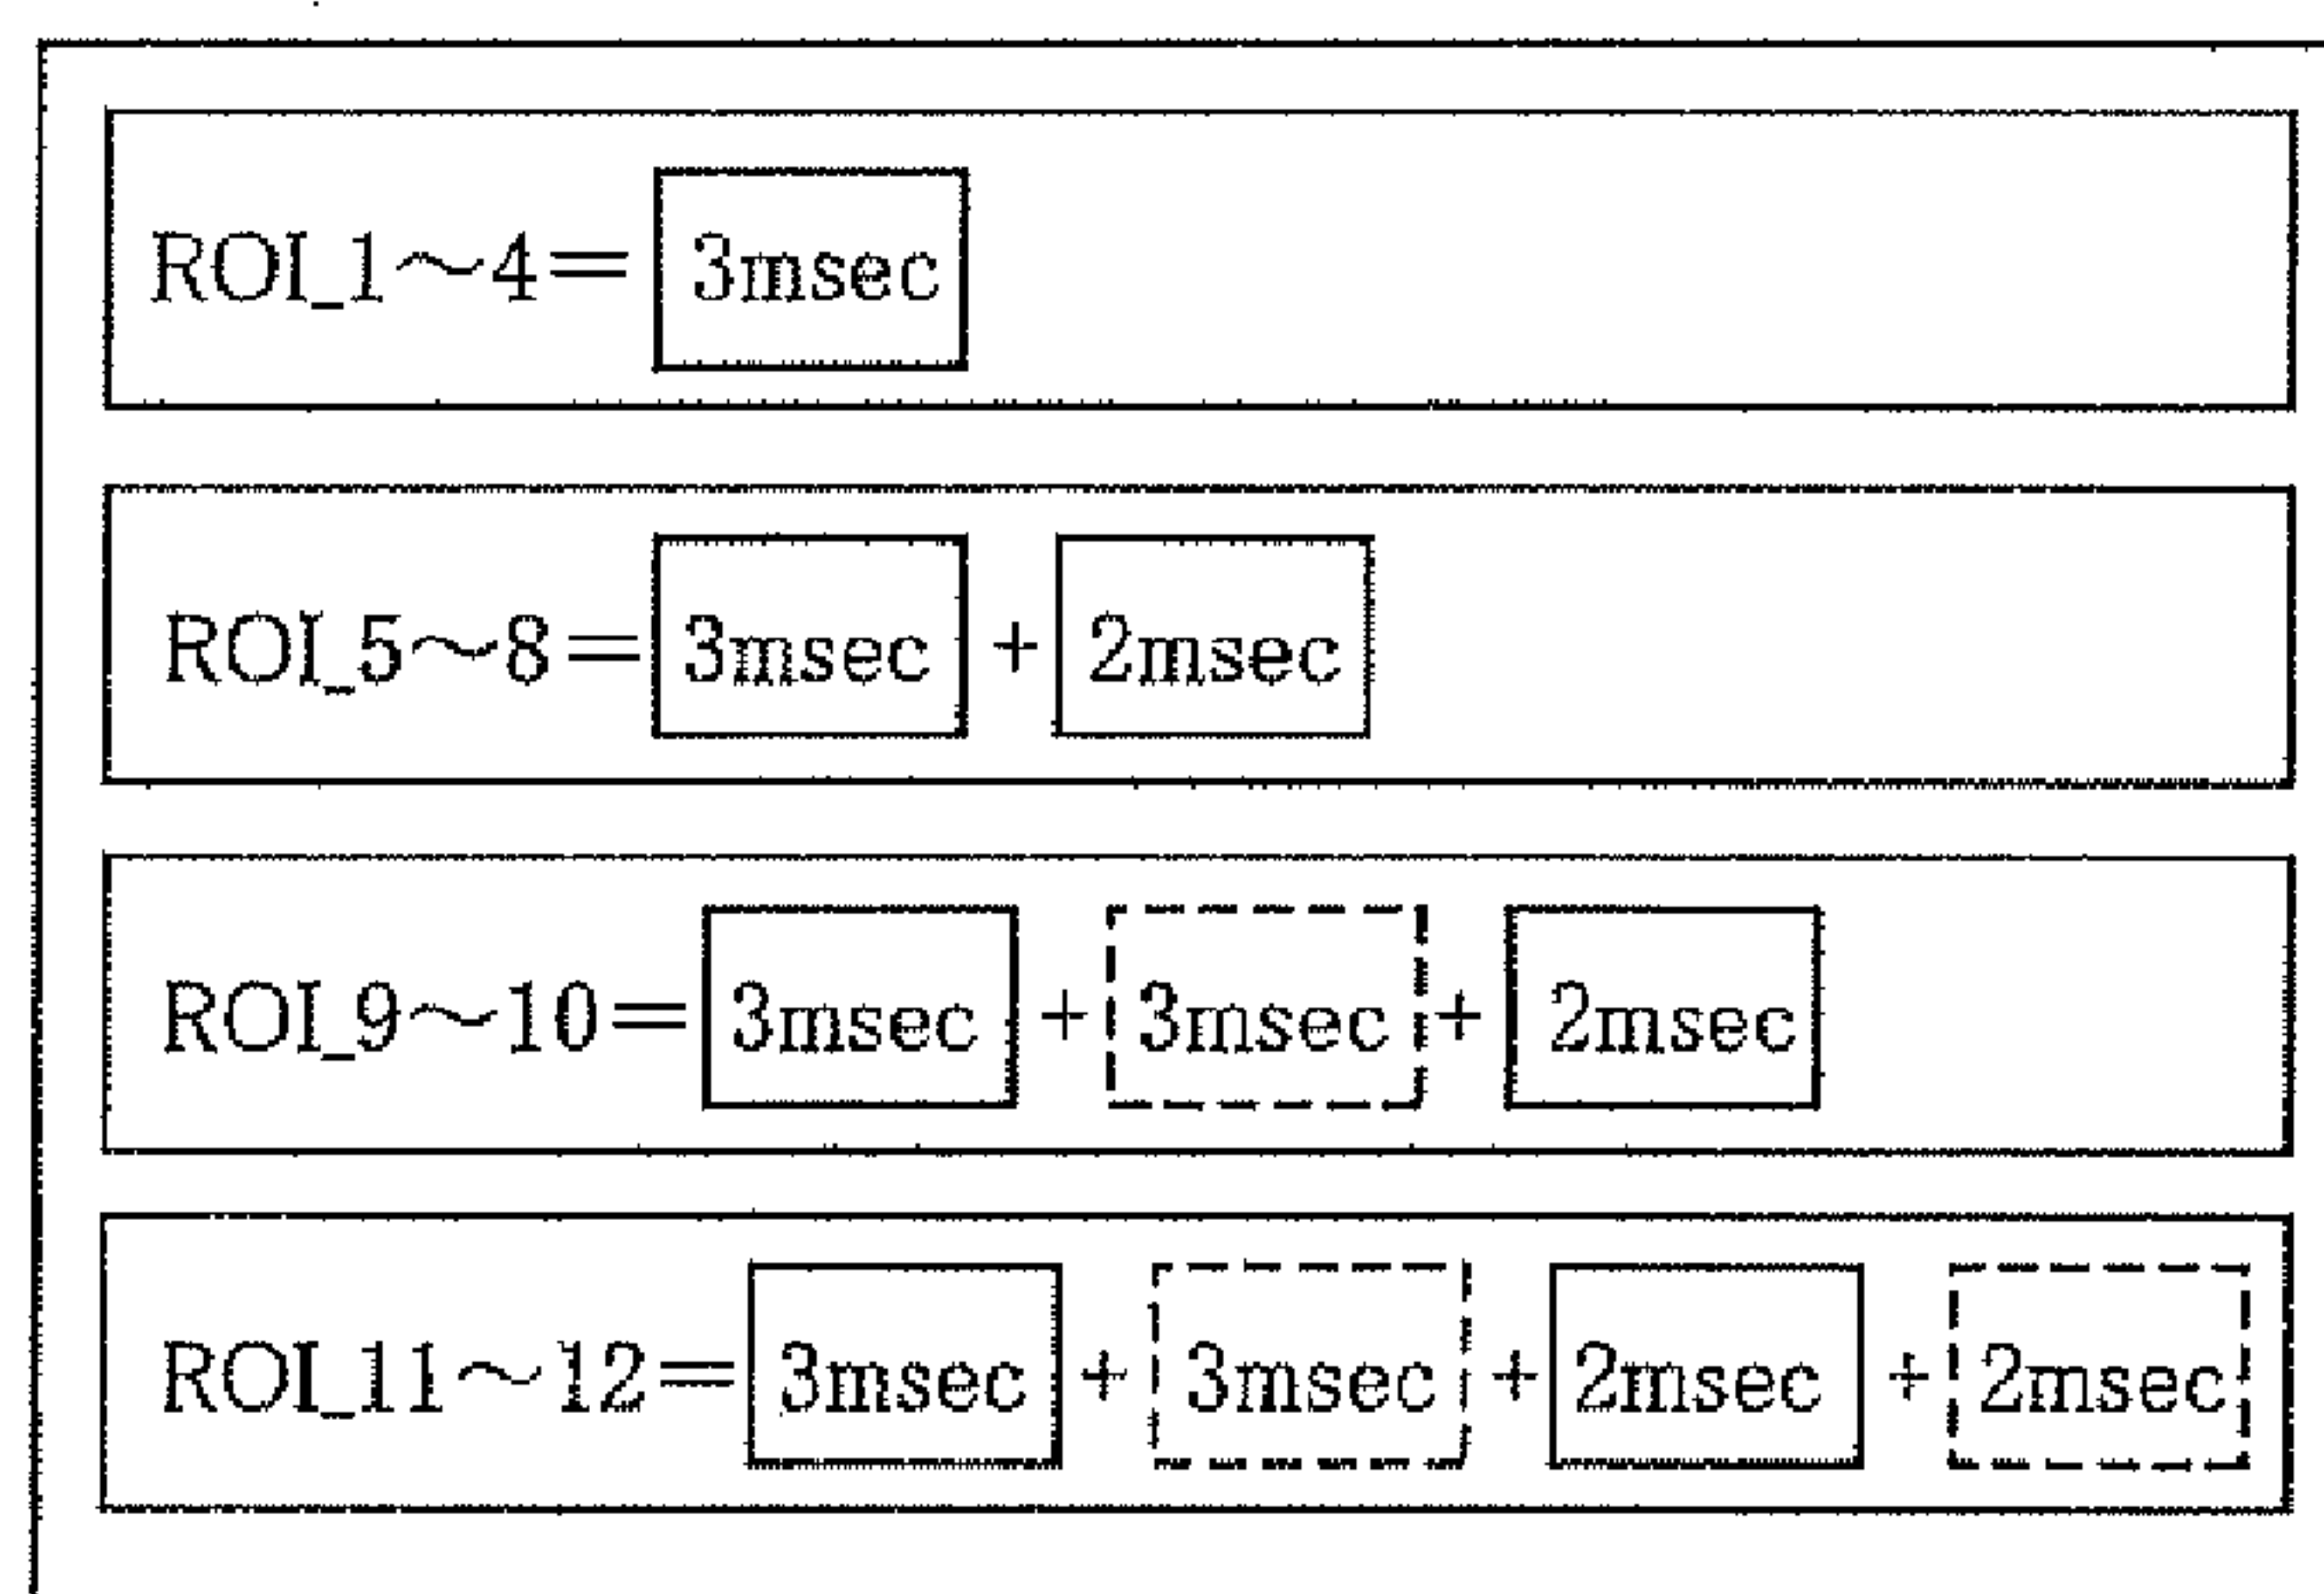 ROI_1～4＝ 3msec
ROI_5～8＝ 3msec + 2msec
ROI_9～10＝ 3msec + 3msec + 2msec
ROI_11～12＝ 3msec + 3msec + 2msec + 2msec